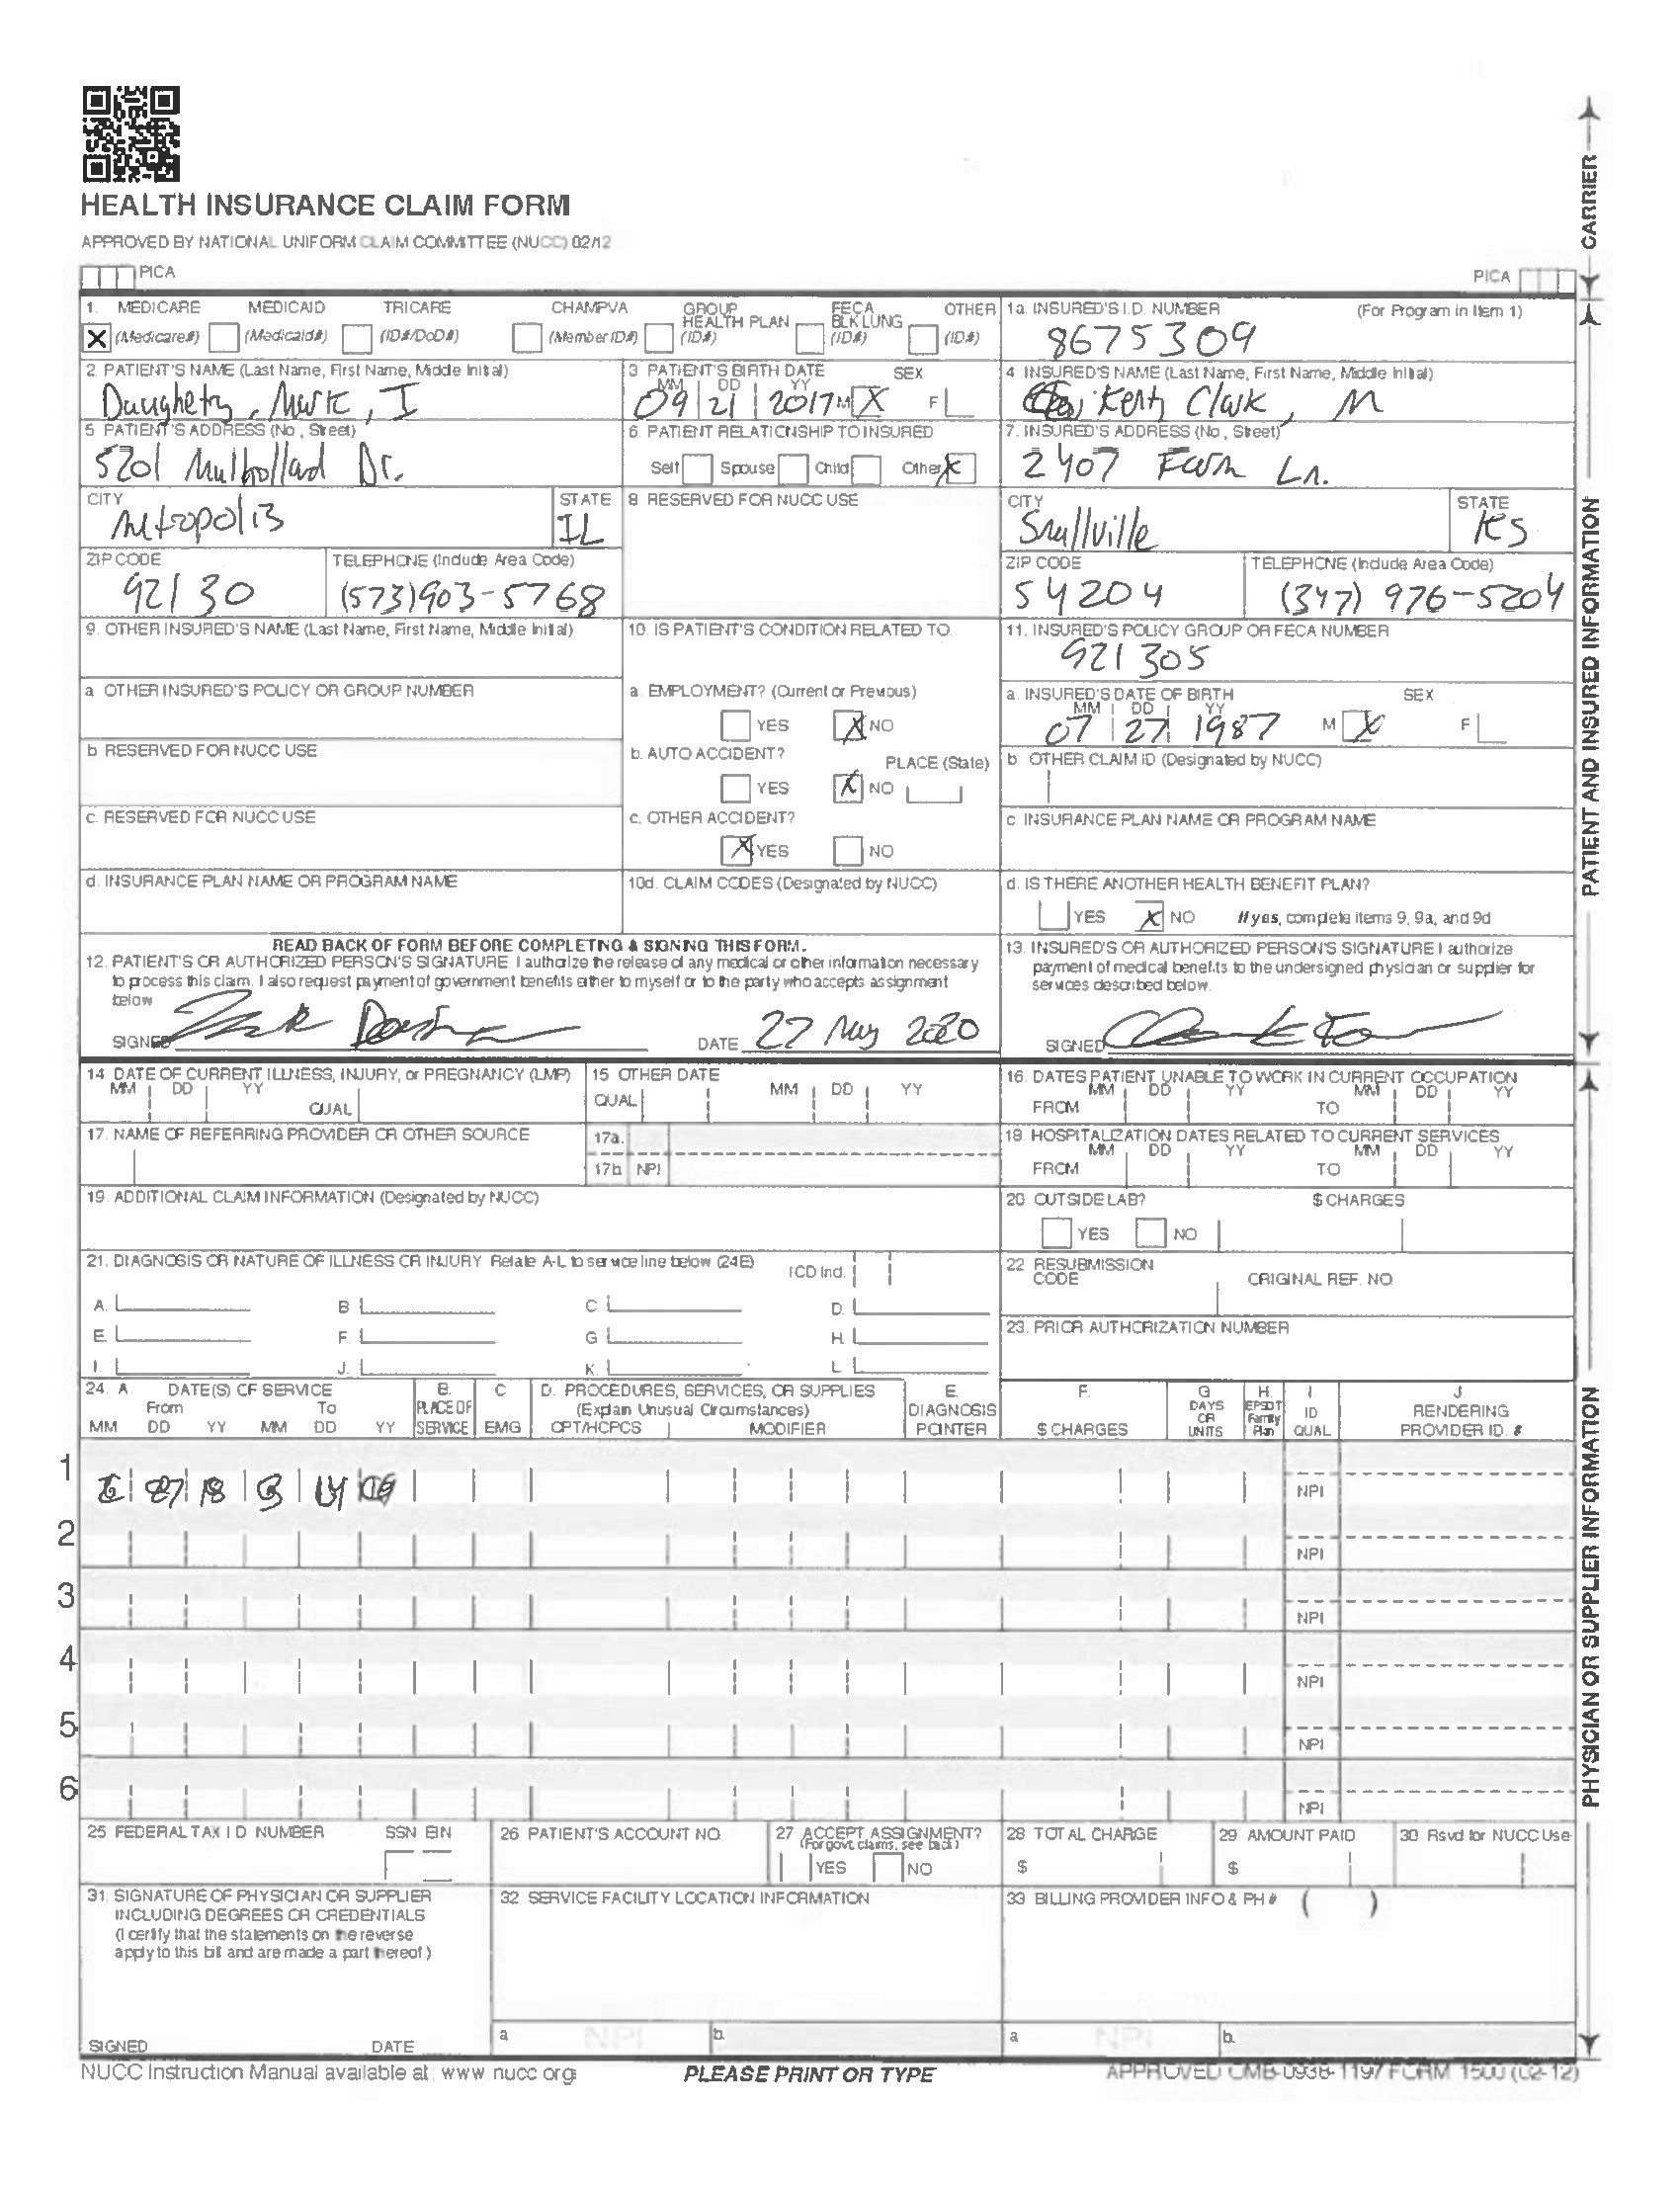 HEALTH INSURANCE CLAIM FORM
APPROVED BY NATIONAL UNIFORM CLAIM COMMITTEE (NUCC) 02/12
PICA
PICA
CARRIER
1. MEDICARE MEDICAID TRICARE CHAMPVA GROUP HEALTH PLAN FECA BLK LUNG OTHER
X (Medicare#) (Medicaid#) (ID#/DoD#) (Member ID#) (ID#) (ID#) (ID#)
1a. INSURED'S I.D. NUMBER (For Program in Item 1)
8675309
2. PATIENT'S NAME (Last Name, First Name, Middle Initial)
Daughety, Mark, I
3. PATIENT'S BIRTH DATE SEX
MM DD YY
09 21 2017 M X F
4. INSURED'S NAME (Last Name, First Name, Middle Initial)
Kent, Clark, M
5. PATIENT'S ADDRESS (No., Street)
5201 Mulholland Dr.
6. PATIENT RELATIONSHIP TO INSURED
Self Spouse Child Other X
7. INSURED'S ADDRESS (No., Street)
2407 Farm Ln.
CITY STATE
Metropolis IL
8. RESERVED FOR NUCC USE
CITY STATE
Smallville KS
ZIP CODE TELEPHONE (Include Area Code)
92130 (573) 903-5768
ZIP CODE TELEPHONE (Include Area Code)
54204 (347) 976-5204
9. OTHER INSURED'S NAME (Last Name, First Name, Middle Initial)
10. IS PATIENT'S CONDITION RELATED TO
11. INSURED'S POLICY GROUP OR FECA NUMBER
921305
a. OTHER INSURED'S POLICY OR GROUP NUMBER
a. EMPLOYMENT? (Current or Previous)
YES X NO
a. INSURED'S DATE OF BIRTH SEX
MM DD YY
07 27 1987 M X F
b. RESERVED FOR NUCC USE
b. AUTO ACCIDENT? PLACE (State)
YES X NO
b. OTHER CLAIM ID (Designated by NUCC)
c. RESERVED FOR NUCC USE
c. OTHER ACCIDENT?
X YES NO
c. INSURANCE PLAN NAME OR PROGRAM NAME
d. INSURANCE PLAN NAME OR PROGRAM NAME
10d. CLAIM CODES (Designated by NUCC)
d. IS THERE ANOTHER HEALTH BENEFIT PLAN?
YES X NO If yes, complete items 9, 9a, and 9d
READ BACK OF FORM BEFORE COMPLETING & SIGNING THIS FORM.
12. PATIENT'S OR AUTHORIZED PERSON'S SIGNATURE I authorize the release of any medical or other information necessary
to process this claim. I also request payment of government benefits either to myself or to the party who accepts assignment
below
SIGNED DATE 22 May 2020
13. INSURED'S OR AUTHORIZED PERSON'S SIGNATURE I authorize
payment of medical benefits to the undersigned physician or supplier for
services described below.
SIGNED
PATIENT AND INSURED INFORMATION
14. DATE OF CURRENT ILLNESS, INJURY, or PREGNANCY (LMP)
MM DD YY QUAL
15. OTHER DATE
QUAL MM DD YY
16. DATES PATIENT UNABLE TO WORK IN CURRENT OCCUPATION
MM DD YY MM DD YY
FROM TO
17. NAME OF REFERRING PROVIDER OR OTHER SOURCE
17a.
17b. NPI
18. HOSPITALIZATION DATES RELATED TO CURRENT SERVICES
MM DD YY MM DD YY
FROM TO
19. ADDITIONAL CLAIM INFORMATION (Designated by NUCC)
20. OUTSIDE LAB? $ CHARGES
YES NO
21. DIAGNOSIS OR NATURE OF ILLNESS OR INJURY Relate A-L to service line below (24E) ICD Ind.
A. B. C. D.
E. F. G. H.
I. J. K. L.
22. RESUBMISSION CODE ORIGINAL REF. NO.
23. PRIOR AUTHORIZATION NUMBER
24. A. DATE(S) OF SERVICE
From To
MM DD YY MM DD YY
B. PLACE OF SERVICE
C. EMG
D. PROCEDURES, SERVICES, OR SUPPLIES
(Explain Unusual Circumstances)
CPT/HCPCS MODIFIER
E. DIAGNOSIS POINTER
F. $ CHARGES
G. DAYS OR UNITS
H. EPSDT Family Plan
I. ID QUAL
J. RENDERING PROVIDER ID. #
1 18 NPI
2 NPI
3 NPI
4 NPI
5 NPI
6 NPI
PHYSICIAN OR SUPPLIER INFORMATION
25. FEDERAL TAX I.D. NUMBER SSN EIN
26. PATIENT'S ACCOUNT NO.
27. ACCEPT ASSIGNMENT?
(For govt. claims, see back)
YES NO
28. TOTAL CHARGE
$
29. AMOUNT PAID
$
30. Rsvd for NUCC Use
31. SIGNATURE OF PHYSICIAN OR SUPPLIER
INCLUDING DEGREES OR CREDENTIALS
(I certify that the statements on the reverse
apply to this bill and are made a part thereof.)
SIGNED DATE
32. SERVICE FACILITY LOCATION INFORMATION
a. NPI b.
33. BILLING PROVIDER INFO & PH # ( )
a. NPI b.
NUCC Instruction Manual available at: www.nucc.org
PLEASE PRINT OR TYPE
APPROVED OMB-0938-1197 FORM 1500 (02-12)